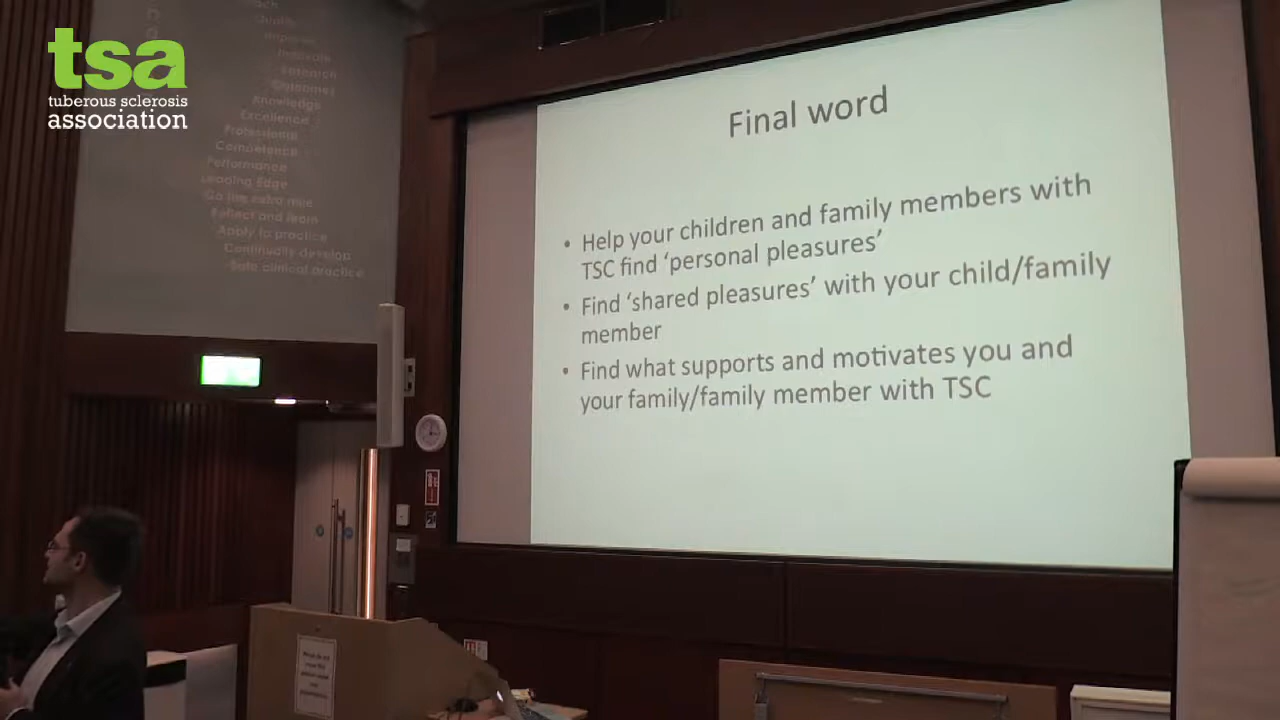 tsa
tuberous sclerosis
association
Knowledge
Excellence
Professional
Competence
Performance
Leading Edge
Go the extra mile
Reflect and learn
Apply to practice
Continually develop
Safe clinical practice
Final word
• Help your children and family members with
TSC find ‘personal pleasures’
• Find ‘shared pleasures’ with your child/family
member
• Find what supports and motivates you and
your family/family member with TSC